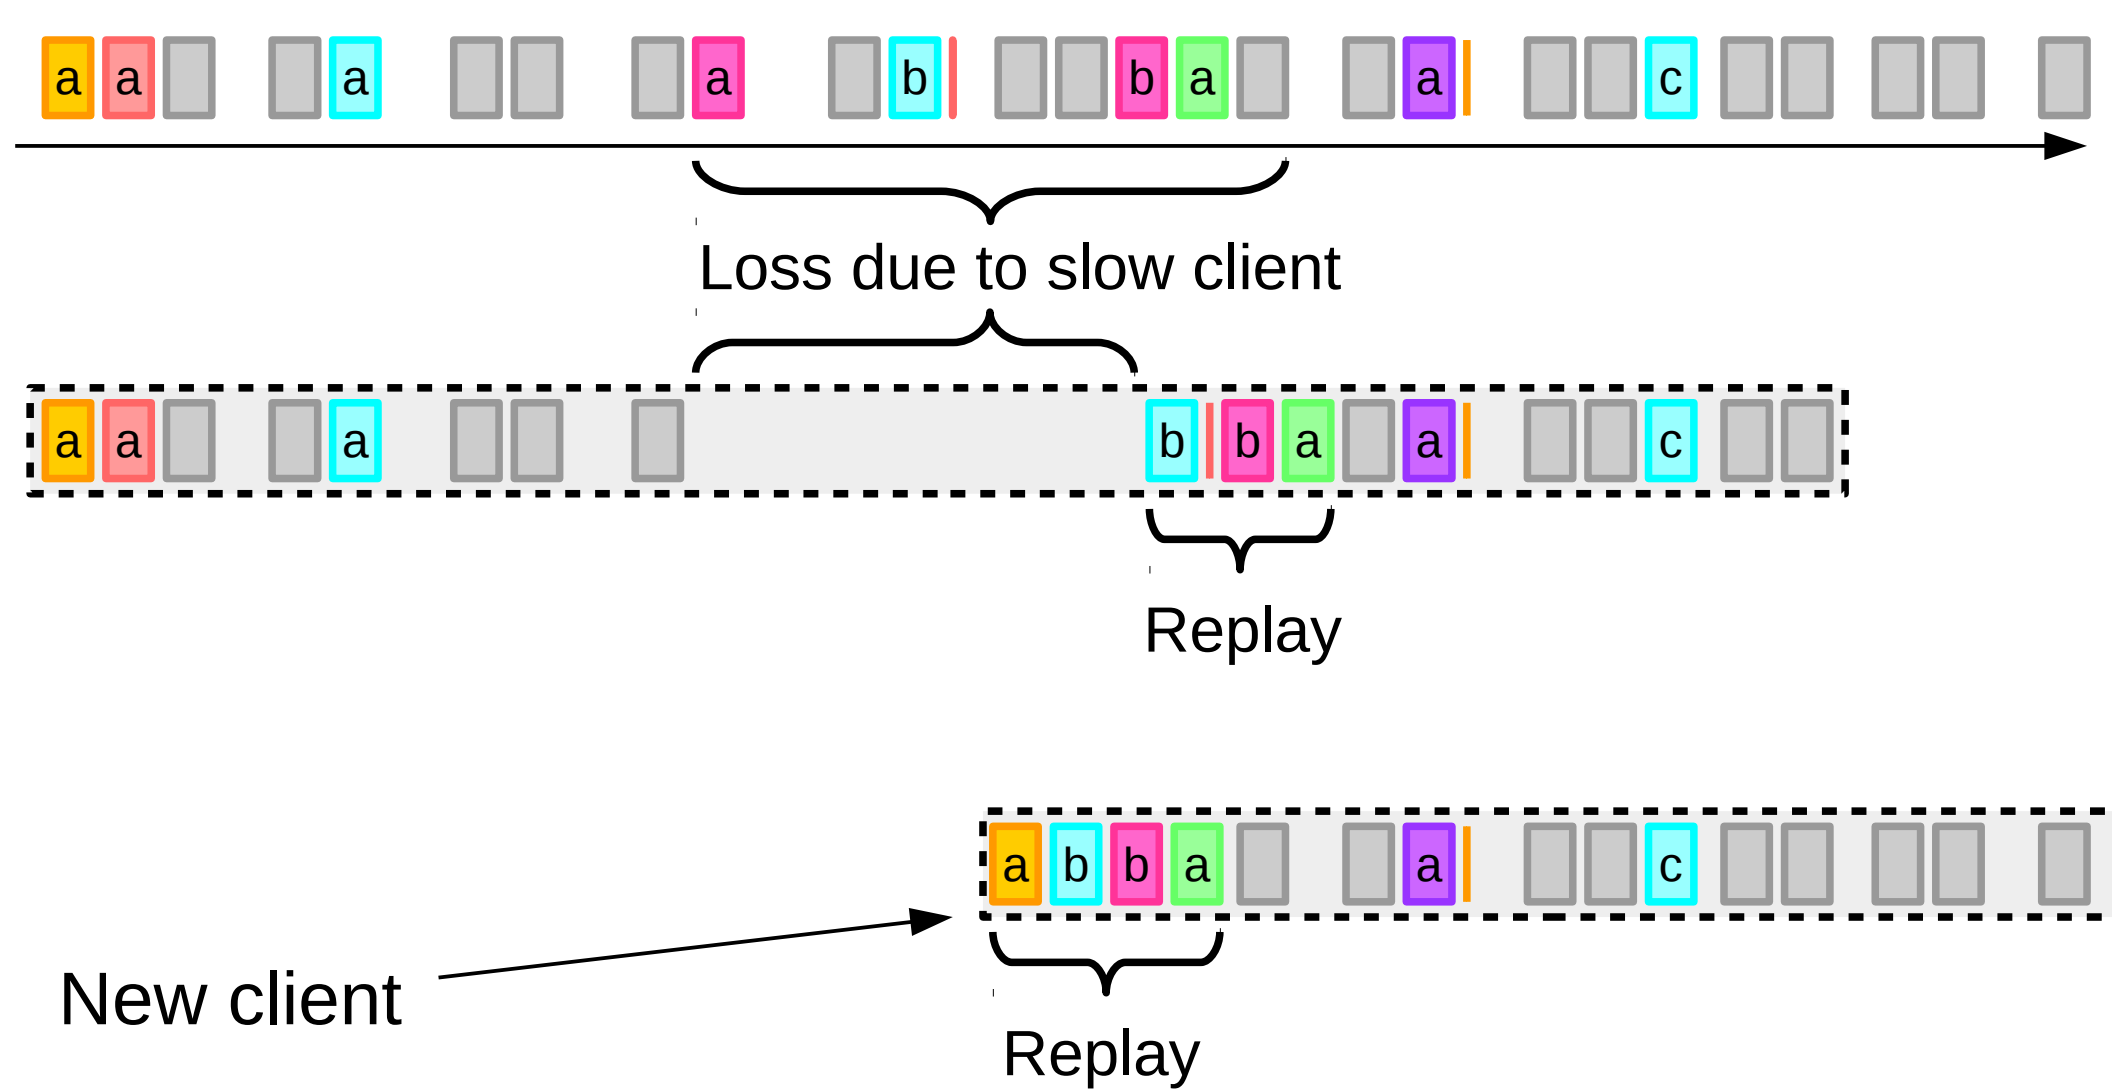 a a a a b b a a c
Loss due to slow client
a a a b b a a c
Replay
a b b a a c
New client
Replay